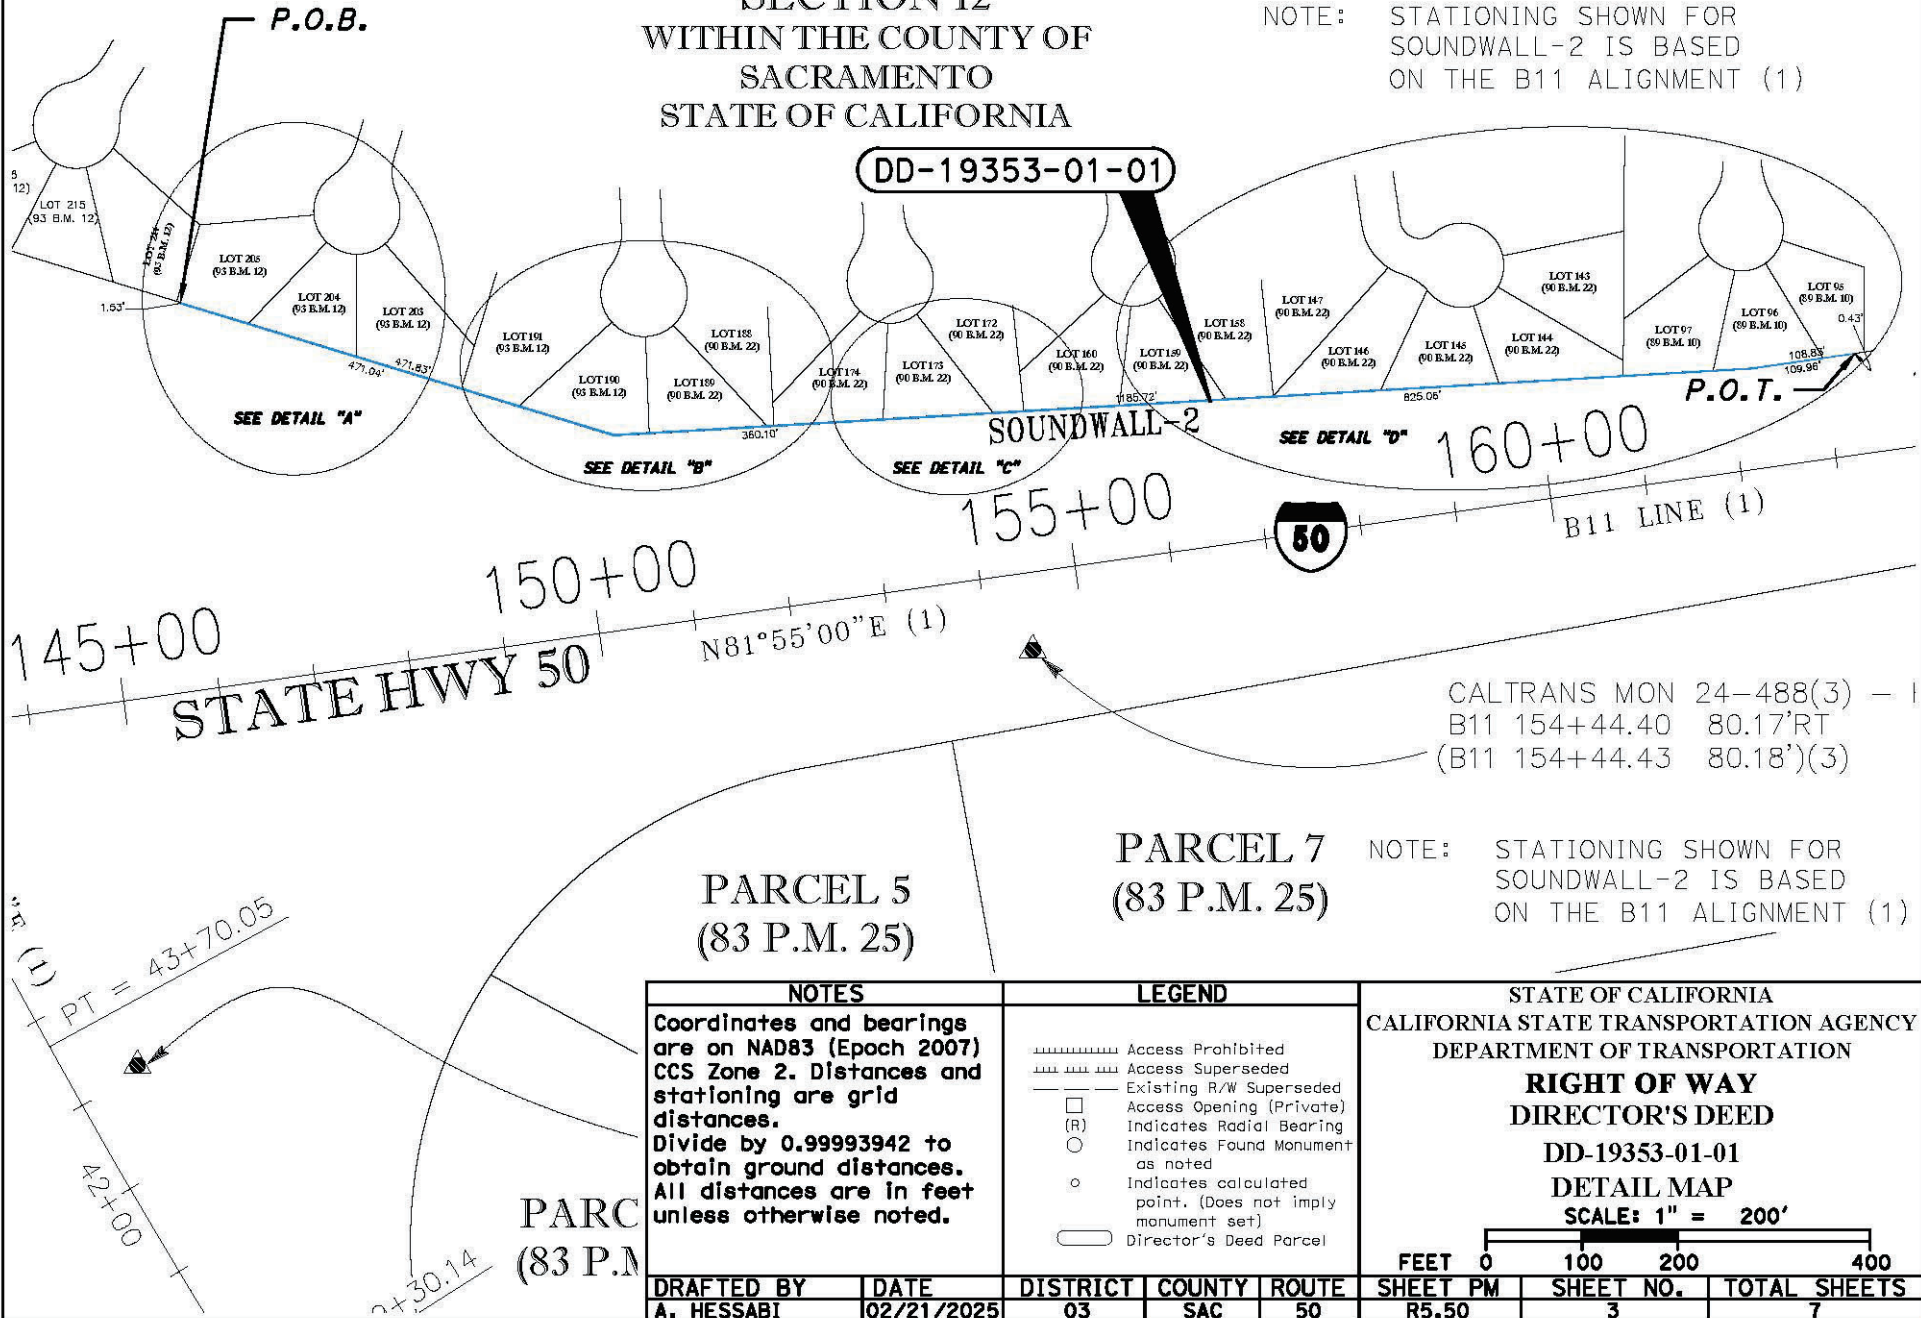 P.O.B.
SECTION 12
WITHIN THE COUNTY OF
SACRAMENTO
STATE OF CALIFORNIA
NOTE: STATIONING SHOWN FOR
SOUNDWALL-2 IS BASED
ON THE B11 ALIGNMENT (1)
DD-19353-01-01
12)
LOT 215
(93 B.M. 12)
(93 B.M. 12)
1.53'
LOT 205
(93 B.M. 12)
LOT 204
(93 B.M. 12)
LOT 203
(93 B.M. 12)
471.04'
471.83'
SEE DETAIL "A"
LOT 191
(93 B.M. 12)
LOT 190
(93 B.M. 12)
LOT 189
(90 B.M. 22)
LOT 188
(90 B.M. 22)
360.10'
SEE DETAIL "B"
LOT 174
(90 B.M. 22)
LOT 173
(90 B.M. 22)
LOT 172
(90 B.M. 22)
SEE DETAIL "C"
LOT 160
(90 B.M. 22)
LOT 159
(90 B.M. 22)
1185.72'
SOUNDWALL-2
LOT 158
(90 B.M. 22)
LOT 147
(90 B.M. 22)
LOT 146
(90 B.M. 22)
LOT 145
(90 B.M. 22)
LOT 144
(90 B.M. 22)
LOT 143
(90 B.M. 22)
825.06'
SEE DETAIL "D"
LOT 97
(89 B.M. 10)
LOT 96
(89 B.M. 10)
LOT 95
(89 B.M. 10)
0.43'
108.83'
109.96'
P.O.T.
145+00
150+00
155+00
160+00
50
B11 LINE (1)
N81°55'00"E (1)
STATE HWY 50
CALTRANS MON 24-488(3) -
B11 154+44.40 80.17'RT
(B11 154+44.43 80.18')(3)
PARCEL 5
(83 P.M. 25)
PARCEL 7
(83 P.M. 25)
NOTE: STATIONING SHOWN FOR
SOUNDWALL-2 IS BASED
ON THE B11 ALIGNMENT (1)
"E (1)
PT = 43+70.05
42+00
+30.14
PARC
(83 P.M
NOTES
Coordinates and bearings
are on NAD83 (Epoch 2007)
CCS Zone 2. Distances and
stationing are grid
distances.
Divide by 0.99993942 to
obtain ground distances.
All distances are in feet
unless otherwise noted.
LEGEND
Access Prohibited
Access Superseded
Existing R/W Superseded
Access Opening (Private)
(R) Indicates Radial Bearing
Indicates Found Monument
as noted
Indicates calculated
point. (Does not imply
monument set)
Director's Deed Parcel
STATE OF CALIFORNIA
CALIFORNIA STATE TRANSPORTATION AGENCY
DEPARTMENT OF TRANSPORTATION
RIGHT OF WAY
DIRECTOR'S DEED
DD-19353-01-01
DETAIL MAP
SCALE: 1" = 200'
FEET 0 100 200 400
DRAFTED BY DATE DISTRICT COUNTY ROUTE SHEET PM SHEET NO. TOTAL SHEETS
A. HESSABI 02/21/2025 03 SAC 50 R5.50 3 7